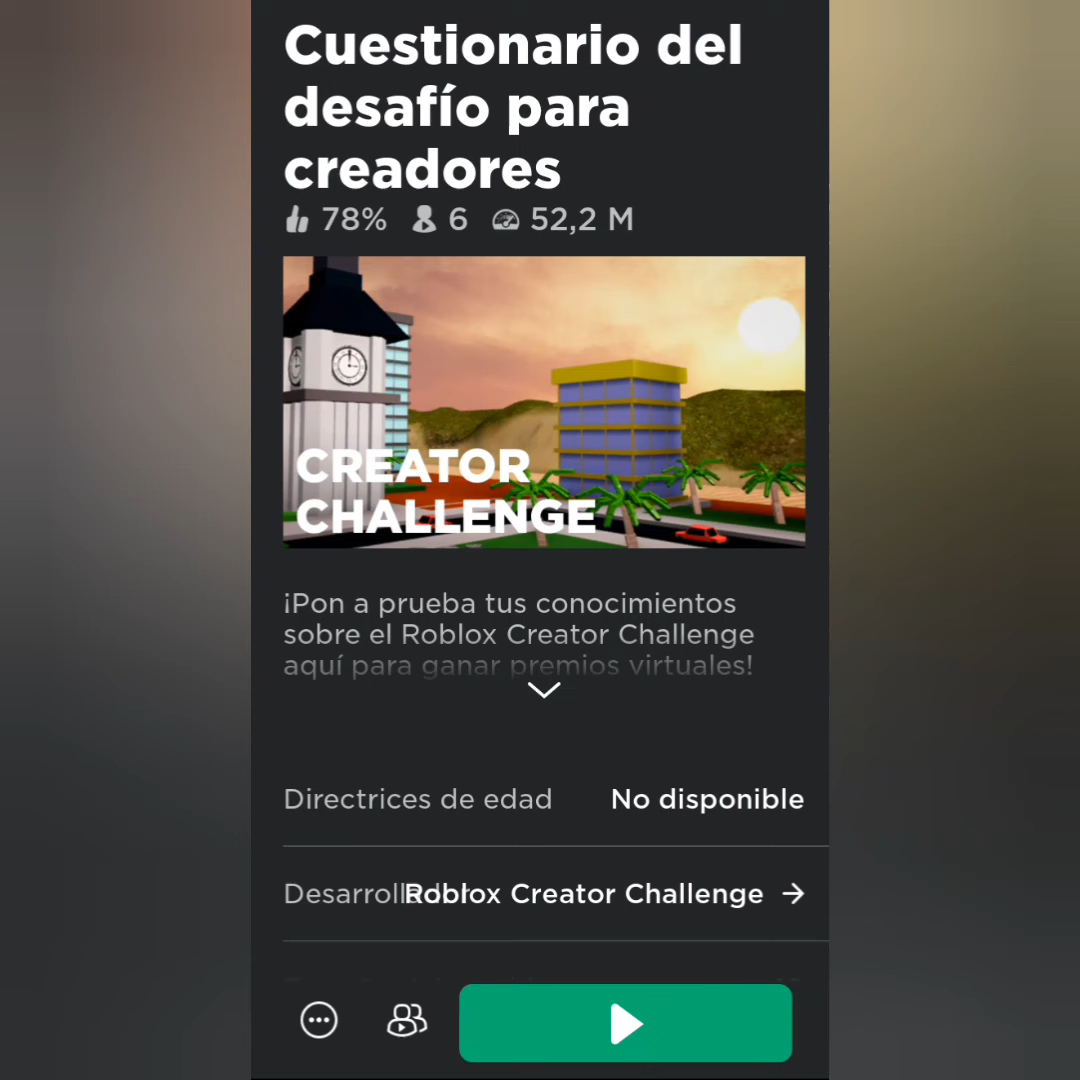 Cuestionario del
desafío para
creadores
78% 6 52,2 M
CREATOR
CHALLENGE
¡Pon a prueba tus conocimientos
sobre el Roblox Creator Challenge
aquí para ganar premios virtuales!
Directrices de edad No disponible
Desarrollador Roblox Creator Challenge